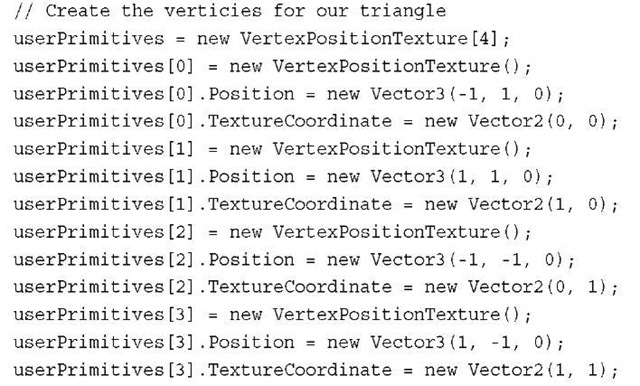 // Create the verticies for our triangle
userPrimitives = new VertexPositionTexture[4];
userPrimitives[0] = new VertexPositionTexture();
userPrimitives[0].Position = new Vector3(-1, 1, 0);
userPrimitives[0].TextureCoordinate = new Vector2(0, 0);
userPrimitives[1] = new VertexPositionTexture();
userPrimitives[1].Position = new Vector3(1, 1, 0);
userPrimitives[1].TextureCoordinate = new Vector2(1, 0);
userPrimitives[2] = new VertexPositionTexture();
userPrimitives[2].Position = new Vector3(-1, -1, 0);
userPrimitives[2].TextureCoordinate = new Vector2(0, 1);
userPrimitives[3] = new VertexPositionTexture();
userPrimitives[3].Position = new Vector3(1, -1, 0);
userPrimitives[3].TextureCoordinate = new Vector2(1, 1);